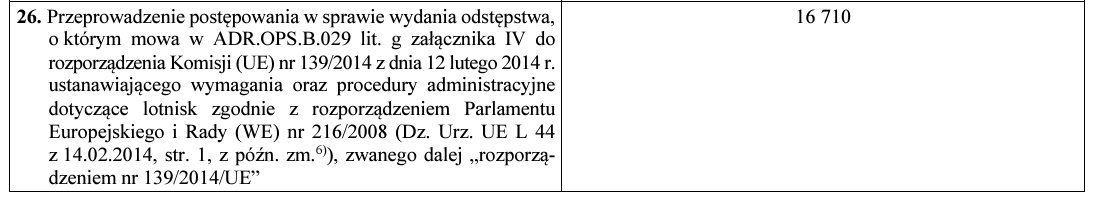 26. Przeprowadzenie postępowania w sprawie wydania odstępstwa, 16 710
o którym mowa w ADR.OPS.B.029 lit. g załącznika IV do
rozporządzenia Komisji (UE) nr 139/2014 z dnia 12 lutego 2014 r.
ustanawiającego wymagania oraz procedury administracyjne
dotyczące lotnisk zgodnie z rozporządzeniem Parlamentu
Europejskiego i Rady (WE) nr 216/2008 (Dz. Urz. UE L 44
z 14.02.2014, str. 1, z późn. zm.6)), zwanego dalej „rozporzą-
dzeniem nr 139/2014/UE”